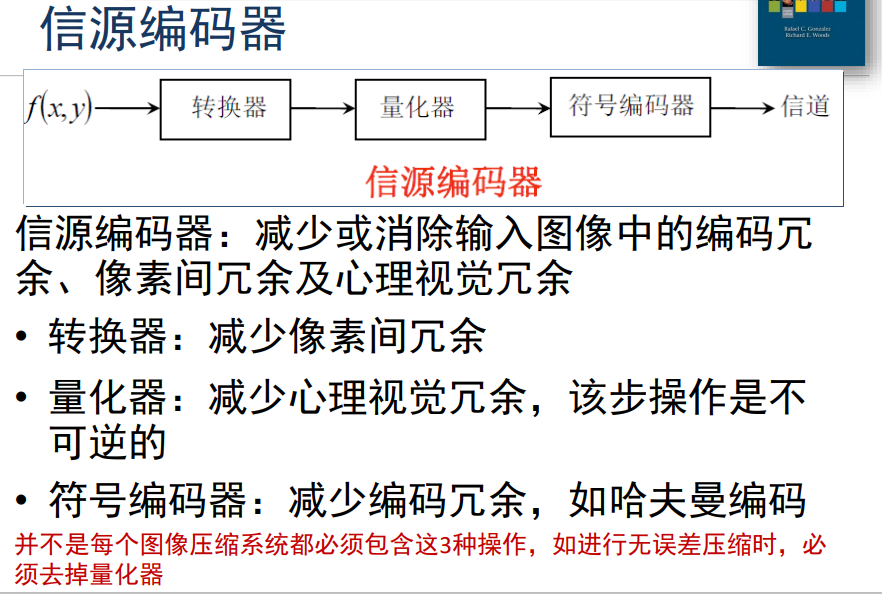 信源编码器
Rafael C. Gonzalez
Richard E. Woods
f(x,y) 转换器 量化器 符号编码器 信道
信源编码器
信源编码器：减少或消除输入图像中的编码冗
余、像素间冗余及心理视觉冗余
• 转换器：减少像素间冗余
• 量化器：减少心理视觉冗余，该步操作是不
可逆的
• 符号编码器：减少编码冗余，如哈夫曼编码
并不是每个图像压缩系统都必须包含这3种操作，如进行无误差压缩时，必
须去掉量化器